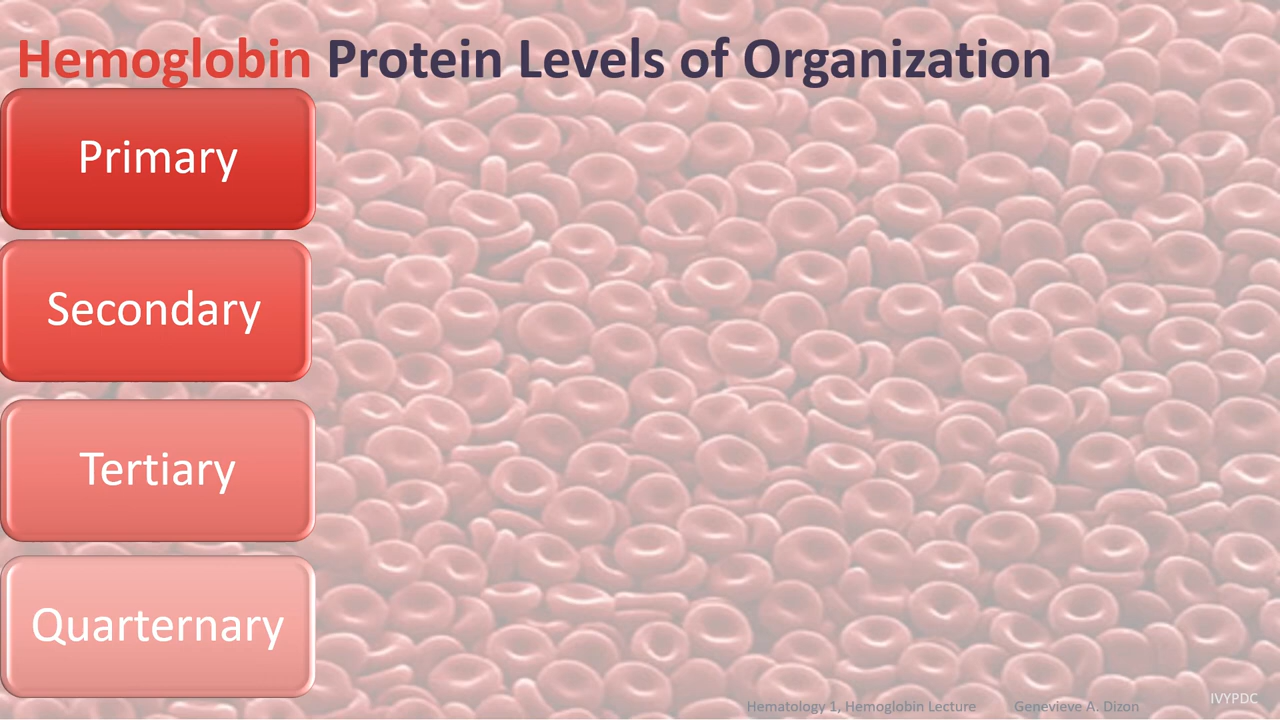 Hemoglobin Protein Levels of Organization
Primary
Secondary
Tertiary
Quarternary
Hematology 1, Hemoglobin Lecture Genevieve A. Dizon
IVYPDC